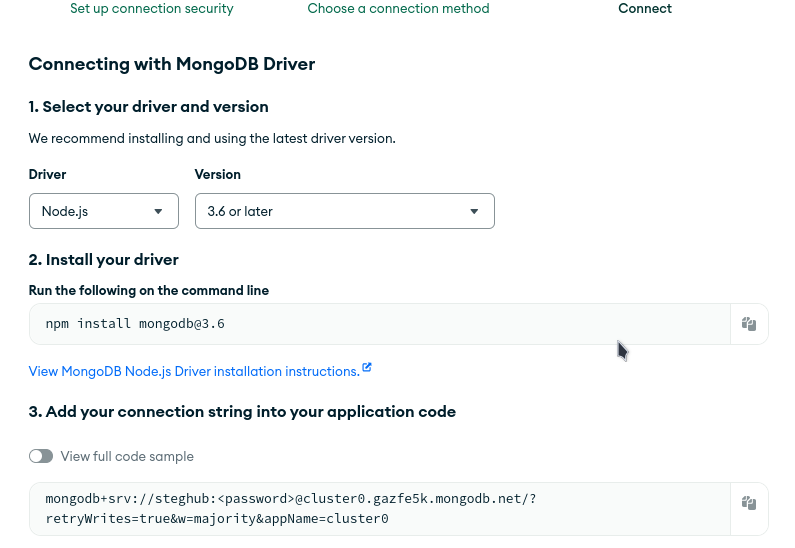 Set up connection security Choose a connection method Connect
Connecting with MongoDB Driver
1. Select your driver and version
We recommend installing and using the latest driver version.
Driver Version
Node.js 3.6 or later
2. Install your driver
Run the following on the command line
npm install mongodb@3.6
View MongoDB Node.js Driver installation instructions.
3. Add your connection string into your application code
View full code sample
mongodb+srv://steghub:<password>@cluster0.gazfe5k.mongodb.net/?
retryWrites=true&w=majority&appName=cluster0